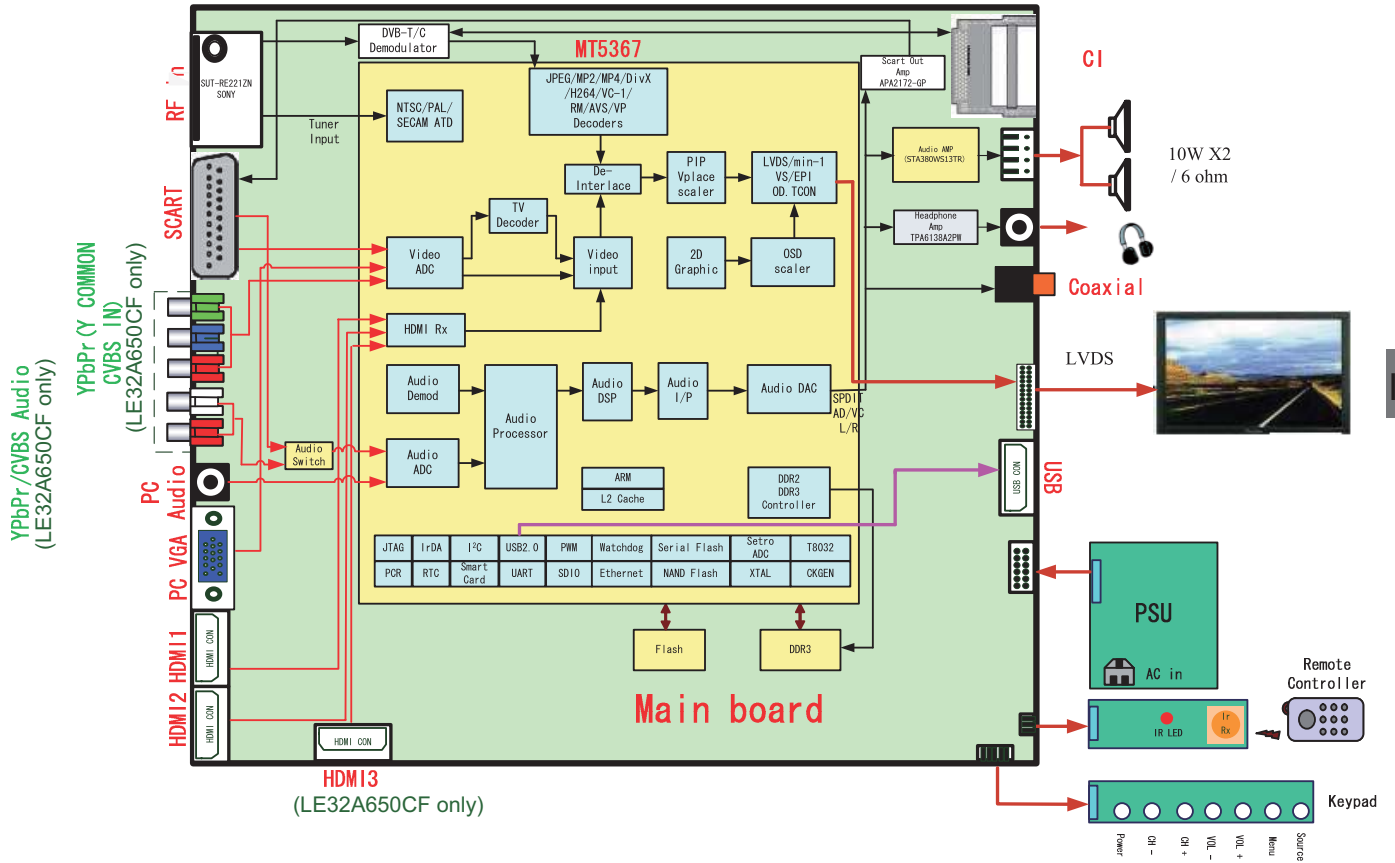 DVB-T/C
Demodulator
MT5367
Scart Out
Amp
APA2172-GP
CI
RF in
SUT-RE221ZN
SONY
Tuner
Input
NTSC/PAL/
SECAM ATD
JPEG/MP2/MP4/DivX
/H264/VC-1/
RM/AVS/VP
Decoders
De-
Interlace
PIP
Vplace
scaler
LVDS/min-1
VS/EPI
OD.TCON
Audio AMP
(STA380WS13TR)
10W X2
/ 6 ohm
SCART
TV
Decoder
Video
ADC
Video
input
2D
Graphic
OSD
scaler
Headphone
Amp
TPA6138A2PW
Coaxial
YPbPr(Y COMMON
CVBS IN)
(LE32A650CF only)
HDMI Rx
LVDS
YPbPr/CVBS Audio
(LE32A650CF only)
Audio
Demod
Audio
Processor
Audio
DSP
Audio
I/P
Audio DAC
SPDIT
AD/VC
L/R
Audio
Switch
Audio
ADC
PC Audio
ARM
L2 Cache
DDR2
DDR3
Controller
USB CON
USB
PC VGA
JTAG
IrDA
I²C
USB2.0
PWM
Watchdog
Serial Flash
Setro
ADC
T8032
PCR
RTC
Smart
Card
UART
SDIO
Ethernet
NAND Flash
XTAL
CKGEN
PSU
AC in
HDMI1
HDMI CON
Flash
DDR3
HDMI2
HDMI CON
Main board
Remote
Controller
IR LED
Ir
Rx
HDMI CON
HDMI3
(LE32A650CF only)
Keypad
Power
CH -
CH +
VOL -
VOL +
Menu
Source